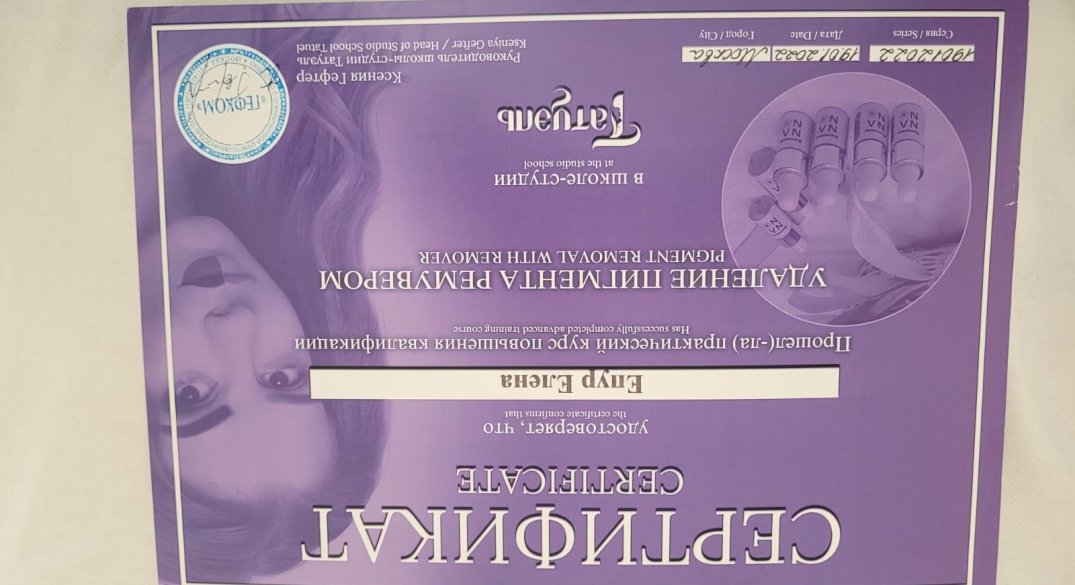 СЕРТИФИКАТ
CERTIFICATE
удостоверяет, что
the certificate confirms that
Епур Елена
Прошел(-ла) практический курс повышения квалификации
Has successfully completed advanced training course
УДАЛЕНИЕ ПИГМЕНТА РЕМУВЕРОМ
PIGMENT REMOVAL WITH REMOVER
В ШКОЛЕ-СТУДИИ
at the studio school
Татуэль
Серия / Series
19012022
Дата / Date
19.01.2022
Город / City
Москва
Ксения Гефтер
Руководитель школы-студии Татуэль
Kseniya Gefter / Head of Studio School Tatuel
«ГЕФКОМ»